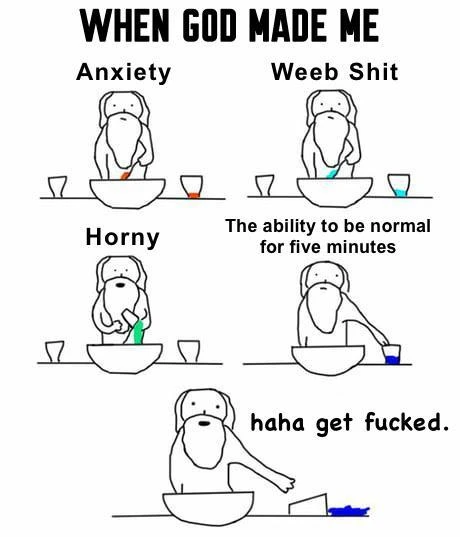 WHEN GOD MADE ME
Anxiety
Weeb Shit
Horny
The ability to be normal
for five minutes
haha get fucked.